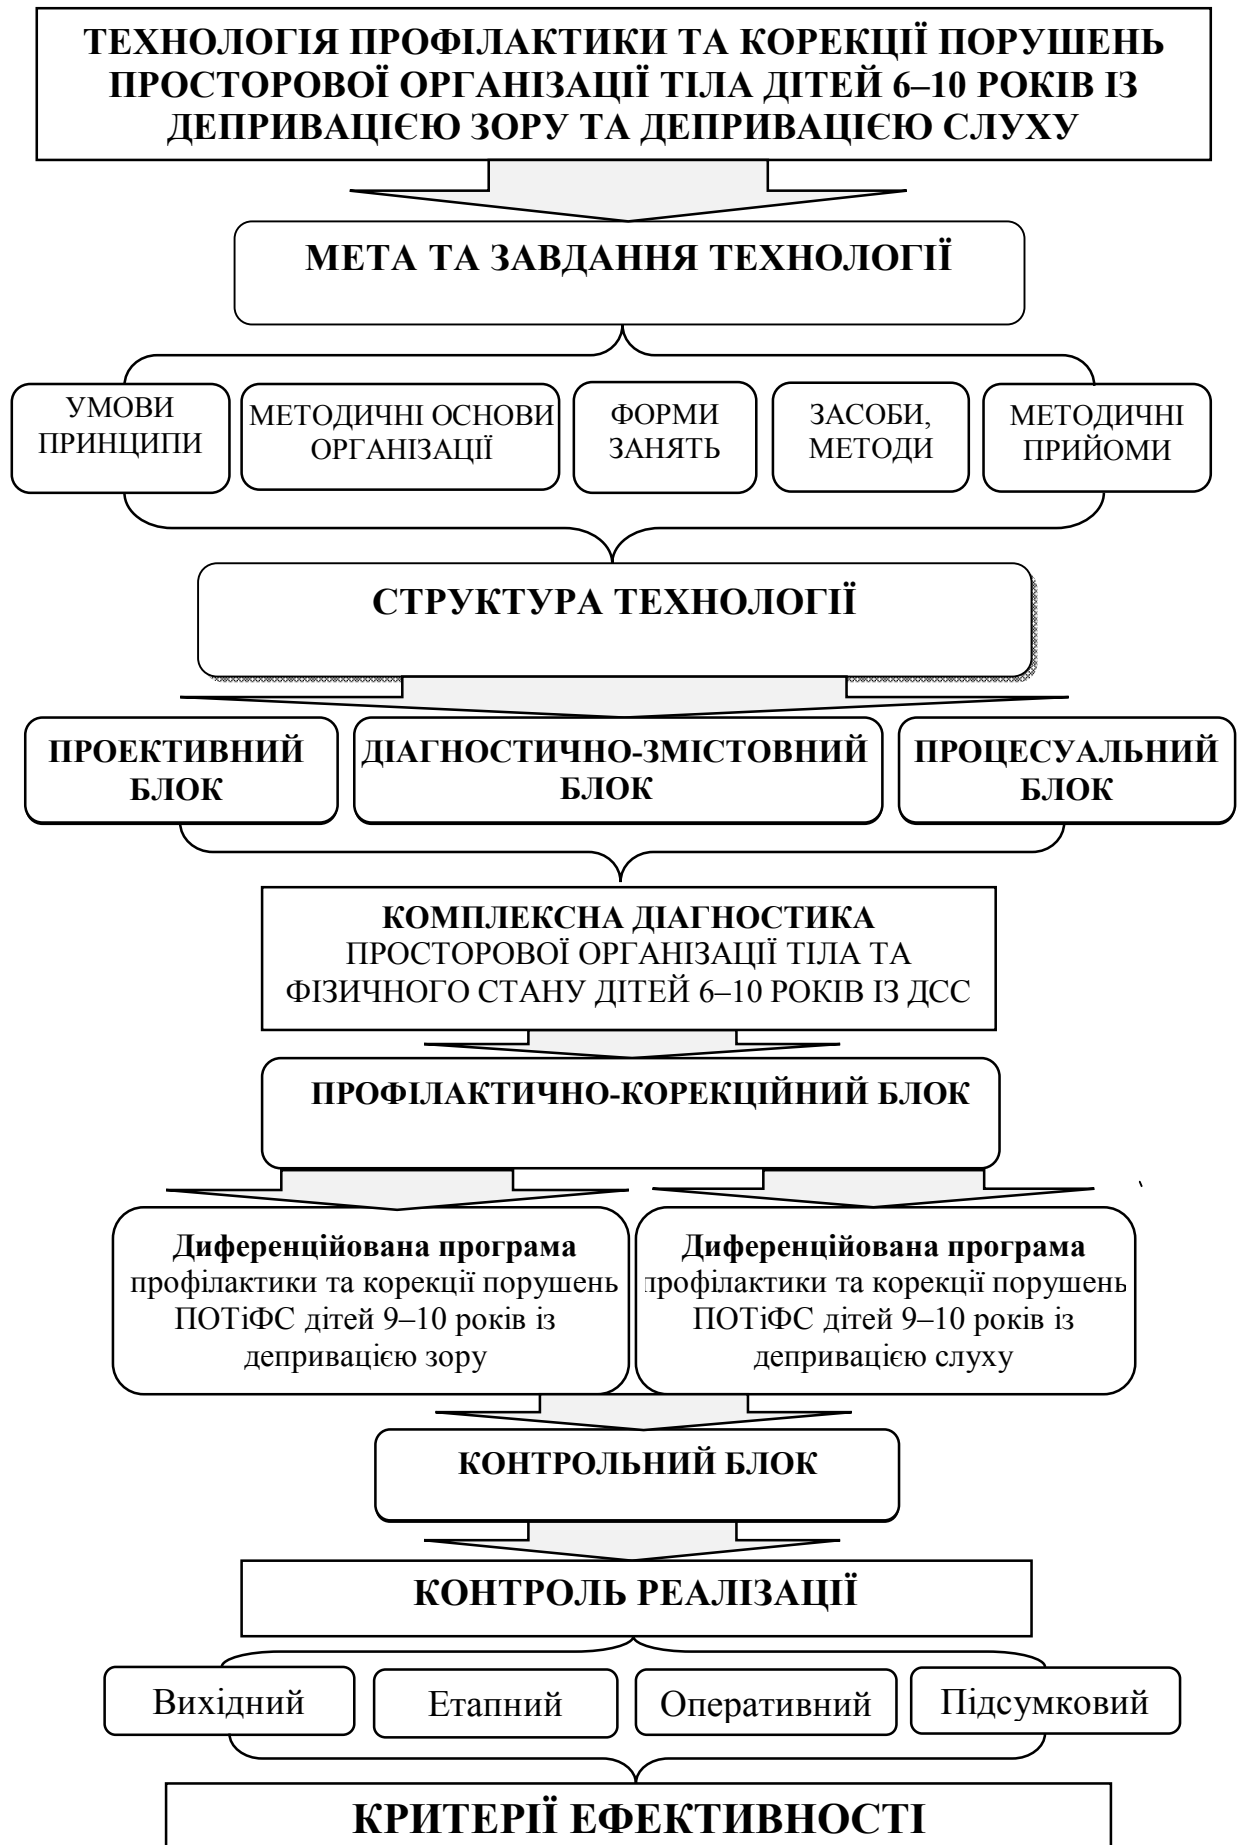 ТЕХНОЛОГІЯ ПРОФІЛАКТИКИ ТА КОРЕКЦІЇ ПОРУШЕНЬ
ПРОСТОРОВОЇ ОРГАНІЗАЦІЇ ТІЛА ДІТЕЙ 6–10 РОКІВ ІЗ
ДЕПРИВАЦІЄЮ ЗОРУ ТА ДЕПРИВАЦІЄЮ СЛУХУ
МЕТА ТА ЗАВДАННЯ ТЕХНОЛОГІЇ
УМОВИ
ПРИНЦИПИ
МЕТОДИЧНІ ОСНОВИ
ОРГАНІЗАЦІЇ
ФОРМИ
ЗАНЯТЬ
ЗАСОБИ,
МЕТОДИ
МЕТОДИЧНІ
ПРИЙОМИ
СТРУКТУРА ТЕХНОЛОГІЇ
ПРОЕКТИВНИЙ
БЛОК
ДІАГНОСТИЧНО-ЗМІСТОВНИЙ
БЛОК
ПРОЦЕСУАЛЬНИЙ
БЛОК
КОМПЛЕКСНА ДІАГНОСТИКА
ПРОСТОРОВОЇ ОРГАНІЗАЦІЇ ТІЛА ТА
ФІЗИЧНОГО СТАНУ ДІТЕЙ 6–10 РОКІВ ІЗ ДСС
ПРОФІЛАКТИЧНО-КОРЕКЦІЙНИЙ БЛОК
Диференційована програма
профілактики та корекції порушень
ПОТіФС дітей 9–10 років із
депривацією зору
Диференційована програма
профілактики та корекції порушень
ПОТіФС дітей 9–10 років із
депривацією слуху
КОНТРОЛЬНИЙ БЛОК
КОНТРОЛЬ РЕАЛІЗАЦІЇ
Вихідний
Етапний
Оперативний
Підсумковий
КРИТЕРІЇ ЕФЕКТИВНОСТІ